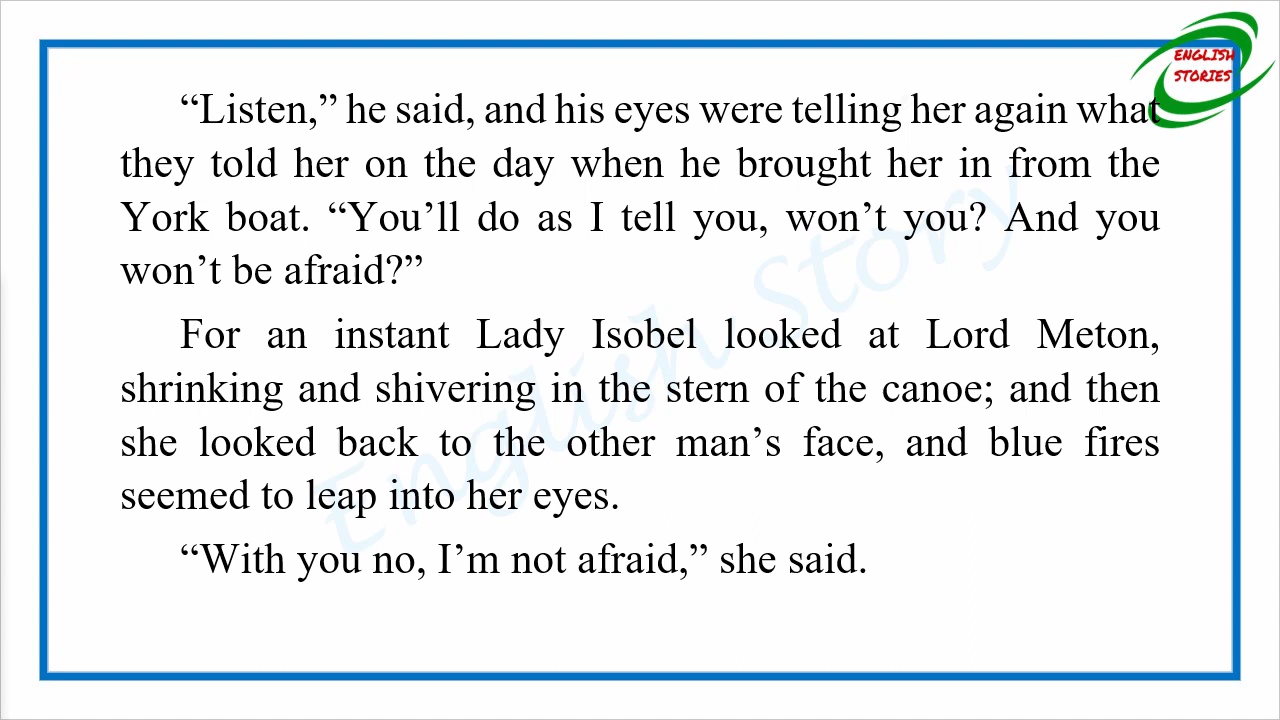 ENGLISH
STORIES
“Listen,” he said, and his eyes were telling her again what
they told her on the day when he brought her in from the
York boat. “You’ll do as I tell you, won’t you? And you
won’t be afraid?”
For an instant Lady Isobel looked at Lord Meton,
shrinking and shivering in the stern of the canoe; and then
she looked back to the other man’s face, and blue fires
seemed to leap into her eyes.
“With you no, I’m not afraid,” she said.
English Story